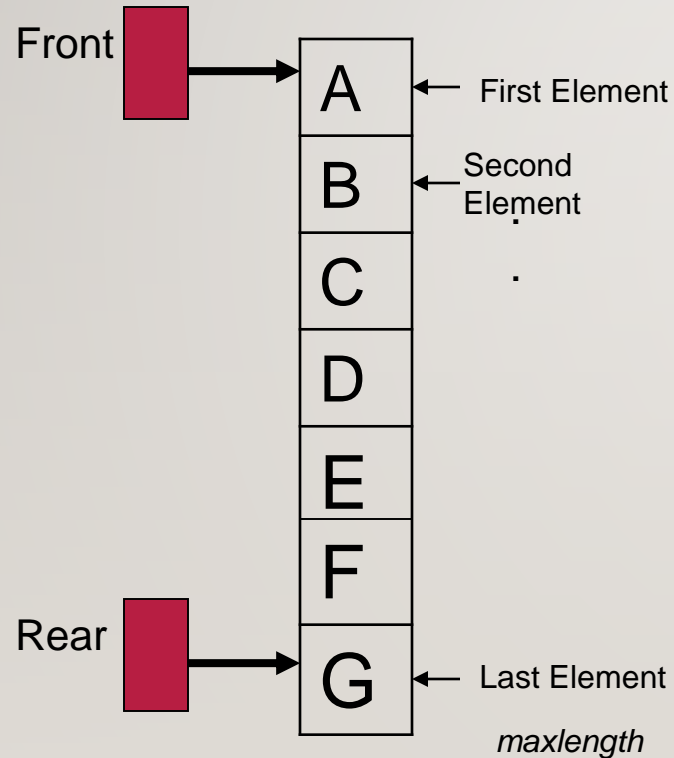 Front
A
First Element
B
Second
Element
.
.
C
D
E
F
Rear
G
Last Element
maxlength